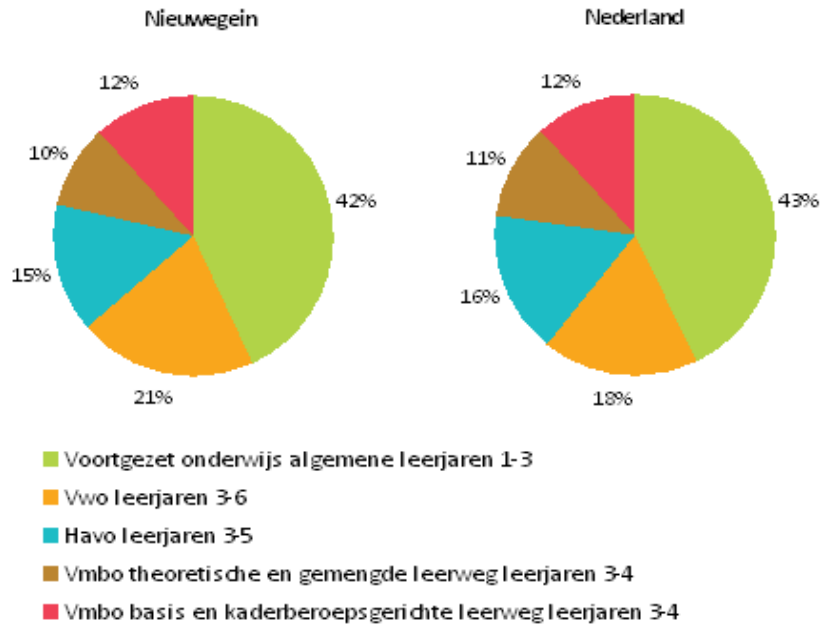 Nieuwegein
12%
10%
42%
15%
21%
Nederland
12%
11%
43%
16%
18%
Voortgezet onderwijs algemene leerjaren 1-3
Vwo leerjaren 3-6
Havo leerjaren 3-5
Vmbo theoretische en gemengde leerweg leerjaren 3-4
Vmbo basis en kaderberoepsgerichte leerweg leerjaren 3-4